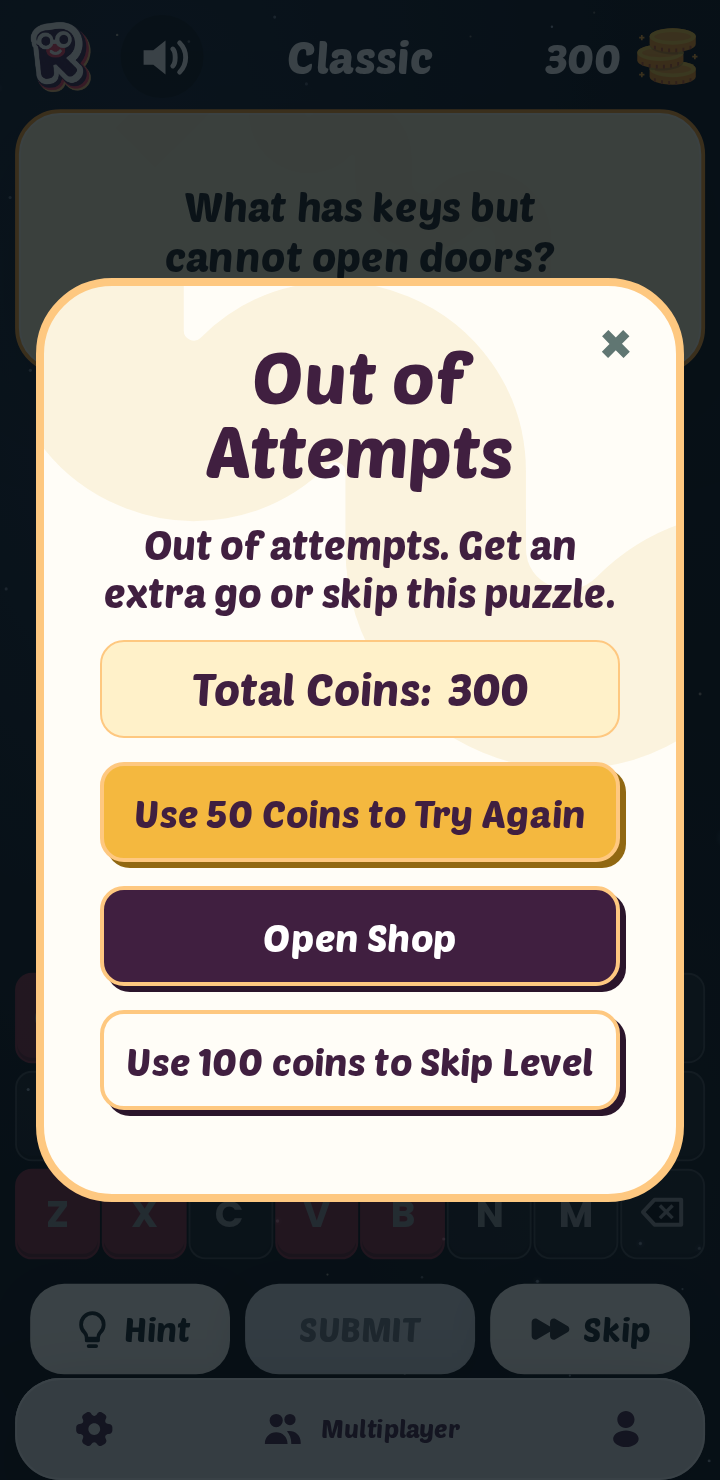 Classic
300
What has keys but
cannot open doors?
Out of
Attempts
Out of attempts. Get an
extra go or skip this puzzle.
Total Coins: 300
Use 50 Coins to Try Again
Open Shop
Use 100 coins to Skip Level
Z X C V B N M
Hint SUBMIT Skip
Multiplayer